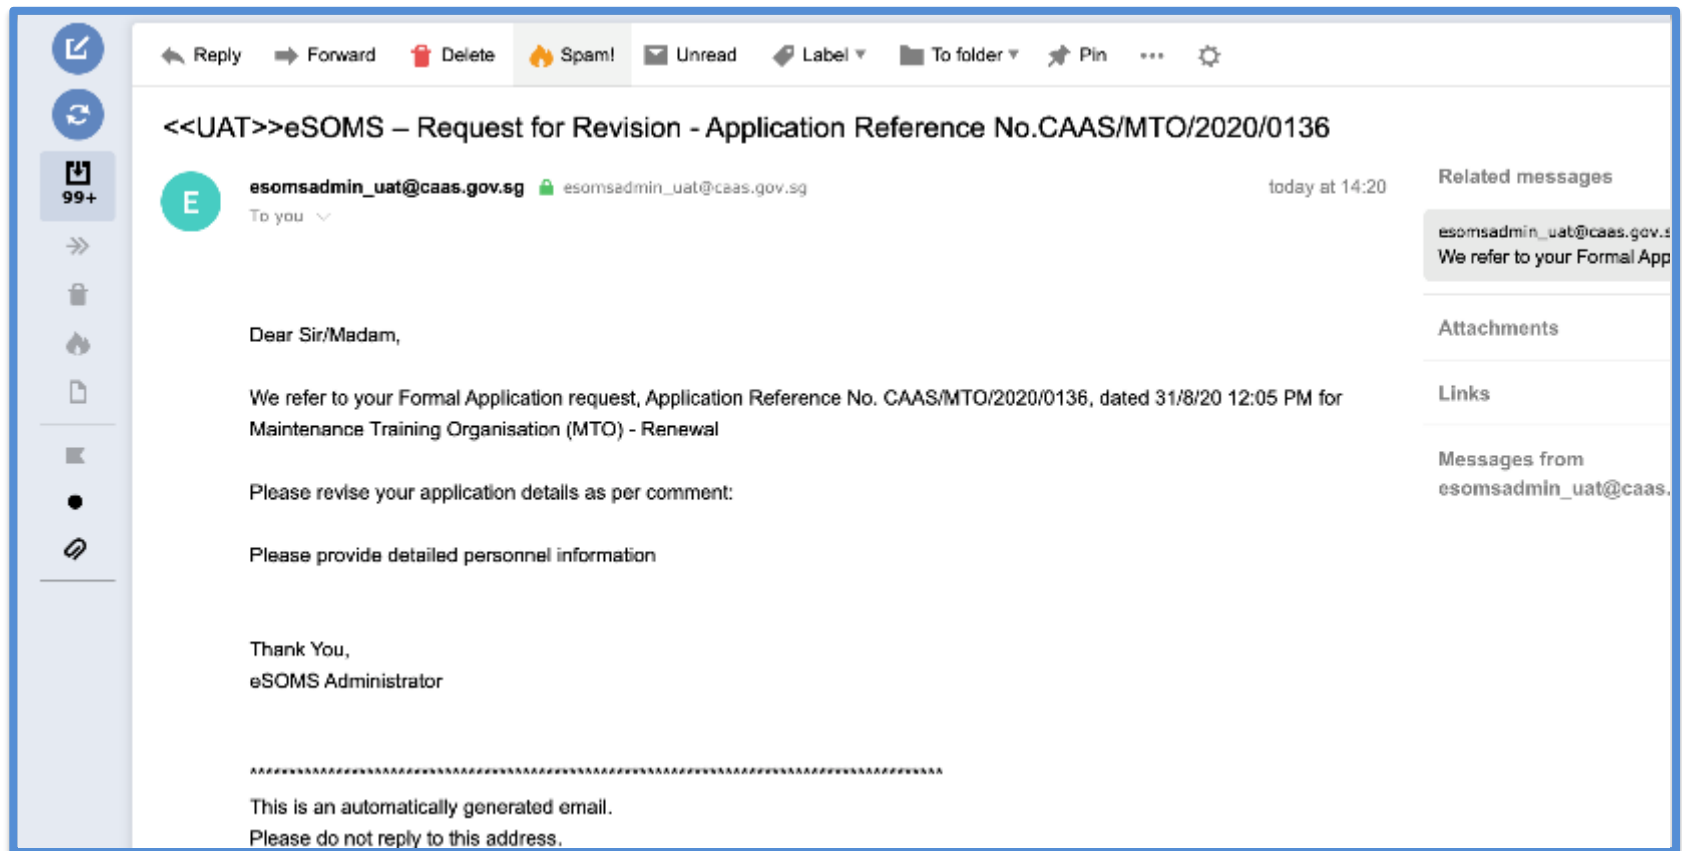 Reply Forward Delete Spam! Unread Label To folder Pin
<<UAT>>eSOMS – Request for Revision - Application Reference No.CAAS/MTO/2020/0136
99+
E
esomsadmin_uat@caas.gov.sg esomsadmin_uat@caas.gov.sg today at 14:20
To you
Related messages
esomsadmin_uat@caas.gov.s
We refer to your Formal App
Attachments
Links
Messages from
esomsadmin_uat@caas.
Dear Sir/Madam,
We refer to your Formal Application request, Application Reference No. CAAS/MTO/2020/0136, dated 31/8/20 12:05 PM for
Maintenance Training Organisation (MTO) - Renewal
Please revise your application details as per comment:
Please provide detailed personnel information
Thank You,
eSOMS Administrator
This is an automatically generated email.
Please do not reply to this address.